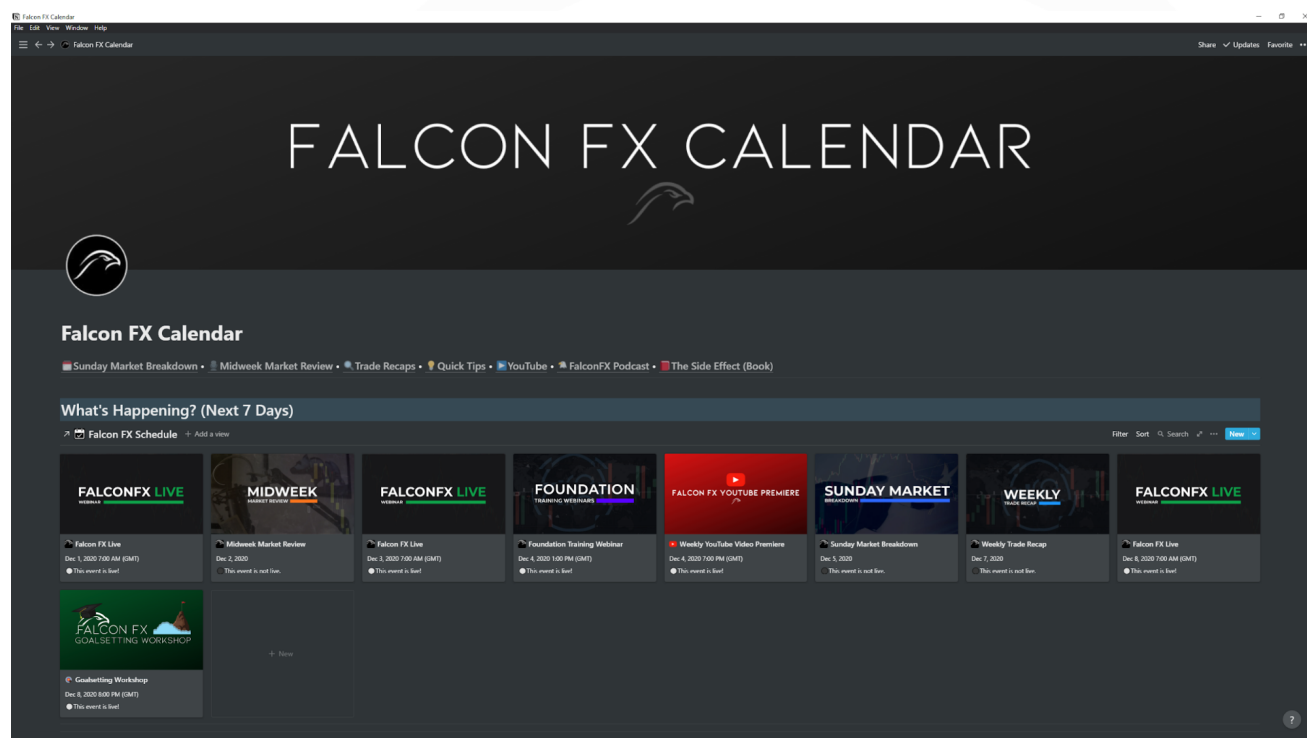 Falcon FX Calendar
File Edit View Window Help
Falcon FX Calendar
Share ✓ Updates Favorite
FALCON FX CALENDAR
Falcon FX Calendar
Sunday Market Breakdown • Midweek Market Review • Trade Recaps • Quick Tips • YouTube • FalconFX Podcast • The Side Effect (Book)
What's Happening? (Next 7 Days)
Falcon FX Schedule + Add a view
Filter Sort Search ··· New
FALCONFX LIVE
WEBINAR
Falcon FX Live
Dec 1, 2020 7:00 AM (GMT)
This event is live!
MIDWEEK
MARKET REVIEW
Midweek Market Review
Dec 2, 2020
This event is not live.
FALCONFX LIVE
WEBINAR
Falcon FX Live
Dec 3, 2020 7:00 AM (GMT)
This event is live!
FOUNDATION
TRAINING WEBINARS
Foundation Training Webinar
Dec 4, 2020 1:00 PM (GMT)
This event is live!
FALCON FX YOUTUBE PREMIERE
Weekly YouTube Video Premiere
Dec 4, 2020 7:00 PM (GMT)
This event is live!
SUNDAY MARKET
BREAKDOWN
Sunday Market Breakdown
Dec 5, 2020
This event is not live.
WEEKLY
TRADE RECAP
Weekly Trade Recap
Dec 7, 2020
This event is not live.
FALCONFX LIVE
WEBINAR
Falcon FX Live
Dec 8, 2020 7:00 AM (GMT)
This event is live!
FALCON FX
GOALSETTING WORKSHOP
Goalsetting Workshop
Dec 8, 2020 8:00 PM (GMT)
This event is live!
+ New
?